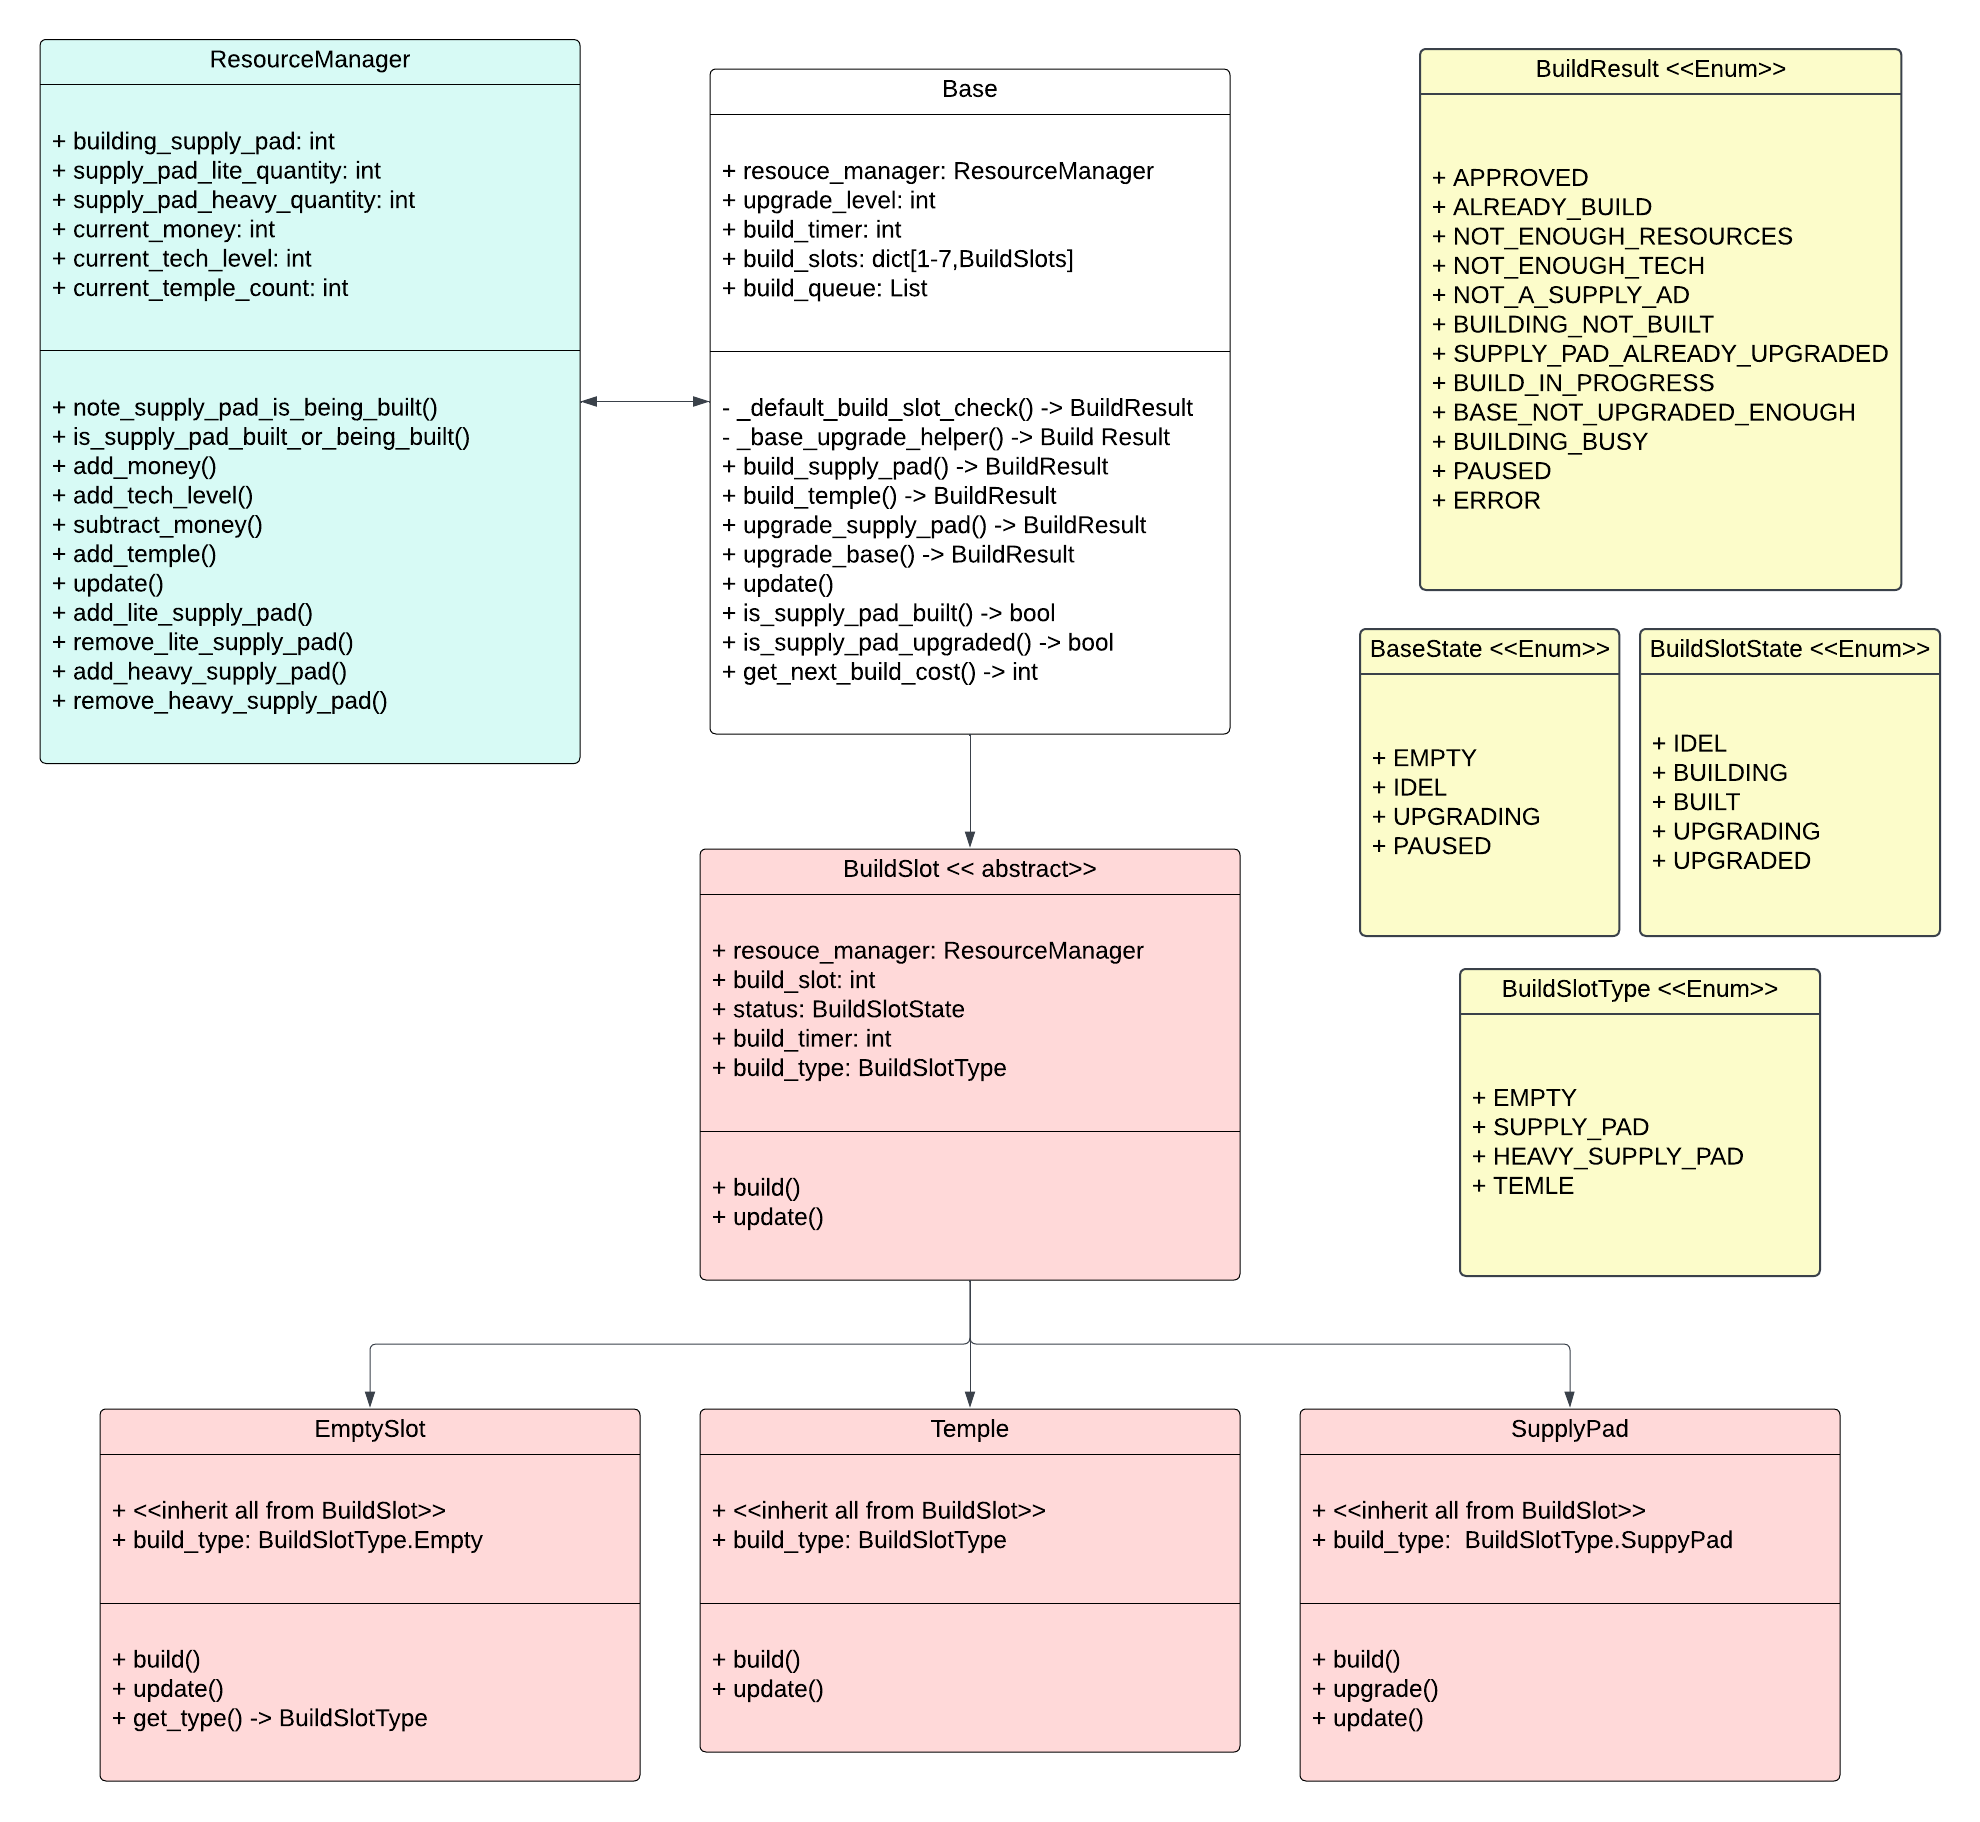 ResourceManager
+ building_supply_pad: int
+ supply_pad_lite_quantity: int
+ supply_pad_heavy_quantity: int
+ current_money: int
+ current_tech_level: int
+ current_temple_count: int
+ note_supply_pad_is_being_built()
+ is_supply_pad_built_or_being_built()
+ add_money()
+ add_tech_level()
+ subtract_money()
+ add_temple()
+ update()
+ add_lite_supply_pad()
+ remove_lite_supply_pad()
+ add_heavy_supply_pad()
+ remove_heavy_supply_pad()
Base
+ resouce_manager: ResourceManager
+ upgrade_level: int
+ build_timer: int
+ build_slots: dict[1-7,BuildSlots]
+ build_queue: List
- _default_build_slot_check() -> BuildResult
- _base_upgrade_helper() -> Build Result
+ build_supply_pad() -> BuildResult
+ build_temple() -> BuildResult
+ upgrade_supply_pad() -> BuildResult
+ upgrade_base() -> BuildResult
+ update()
+ is_supply_pad_built() -> bool
+ is_supply_pad_upgraded() -> bool
+ get_next_build_cost() -> int
BuildResult <<Enum>>
+ APPROVED
+ ALREADY_BUILD
+ NOT_ENOUGH_RESOURCES
+ NOT_ENOUGH_TECH
+ NOT_A_SUPPLY_AD
+ BUILDING_NOT_BUILT
+ SUPPLY_PAD_ALREADY_UPGRADED
+ BUILD_IN_PROGRESS
+ BASE_NOT_UPGRADED_ENOUGH
+ BUILDING_BUSY
+ PAUSED
+ ERROR
BaseState <<Enum>>
+ EMPTY
+ IDEL
+ UPGRADING
+ PAUSED
BuildSlotState <<Enum>>
+ IDEL
+ BUILDING
+ BUILT
+ UPGRADING
+ UPGRADED
BuildSlot << abstract>>
+ resouce_manager: ResourceManager
+ build_slot: int
+ status: BuildSlotState
+ build_timer: int
+ build_type: BuildSlotType
+ build()
+ update()
BuildSlotType <<Enum>>
+ EMPTY
+ SUPPLY_PAD
+ HEAVY_SUPPLY_PAD
+ TEMLE
EmptySlot
+ <<inherit all from BuildSlot>>
+ build_type: BuildSlotType.Empty
+ build()
+ update()
+ get_type() -> BuildSlotType
Temple
+ <<inherit all from BuildSlot>>
+ build_type: BuildSlotType
+ build()
+ update()
SupplyPad
+ <<inherit all from BuildSlot>>
+ build_type:  BuildSlotType.SuppyPad
+ build()
+ upgrade()
+ update()